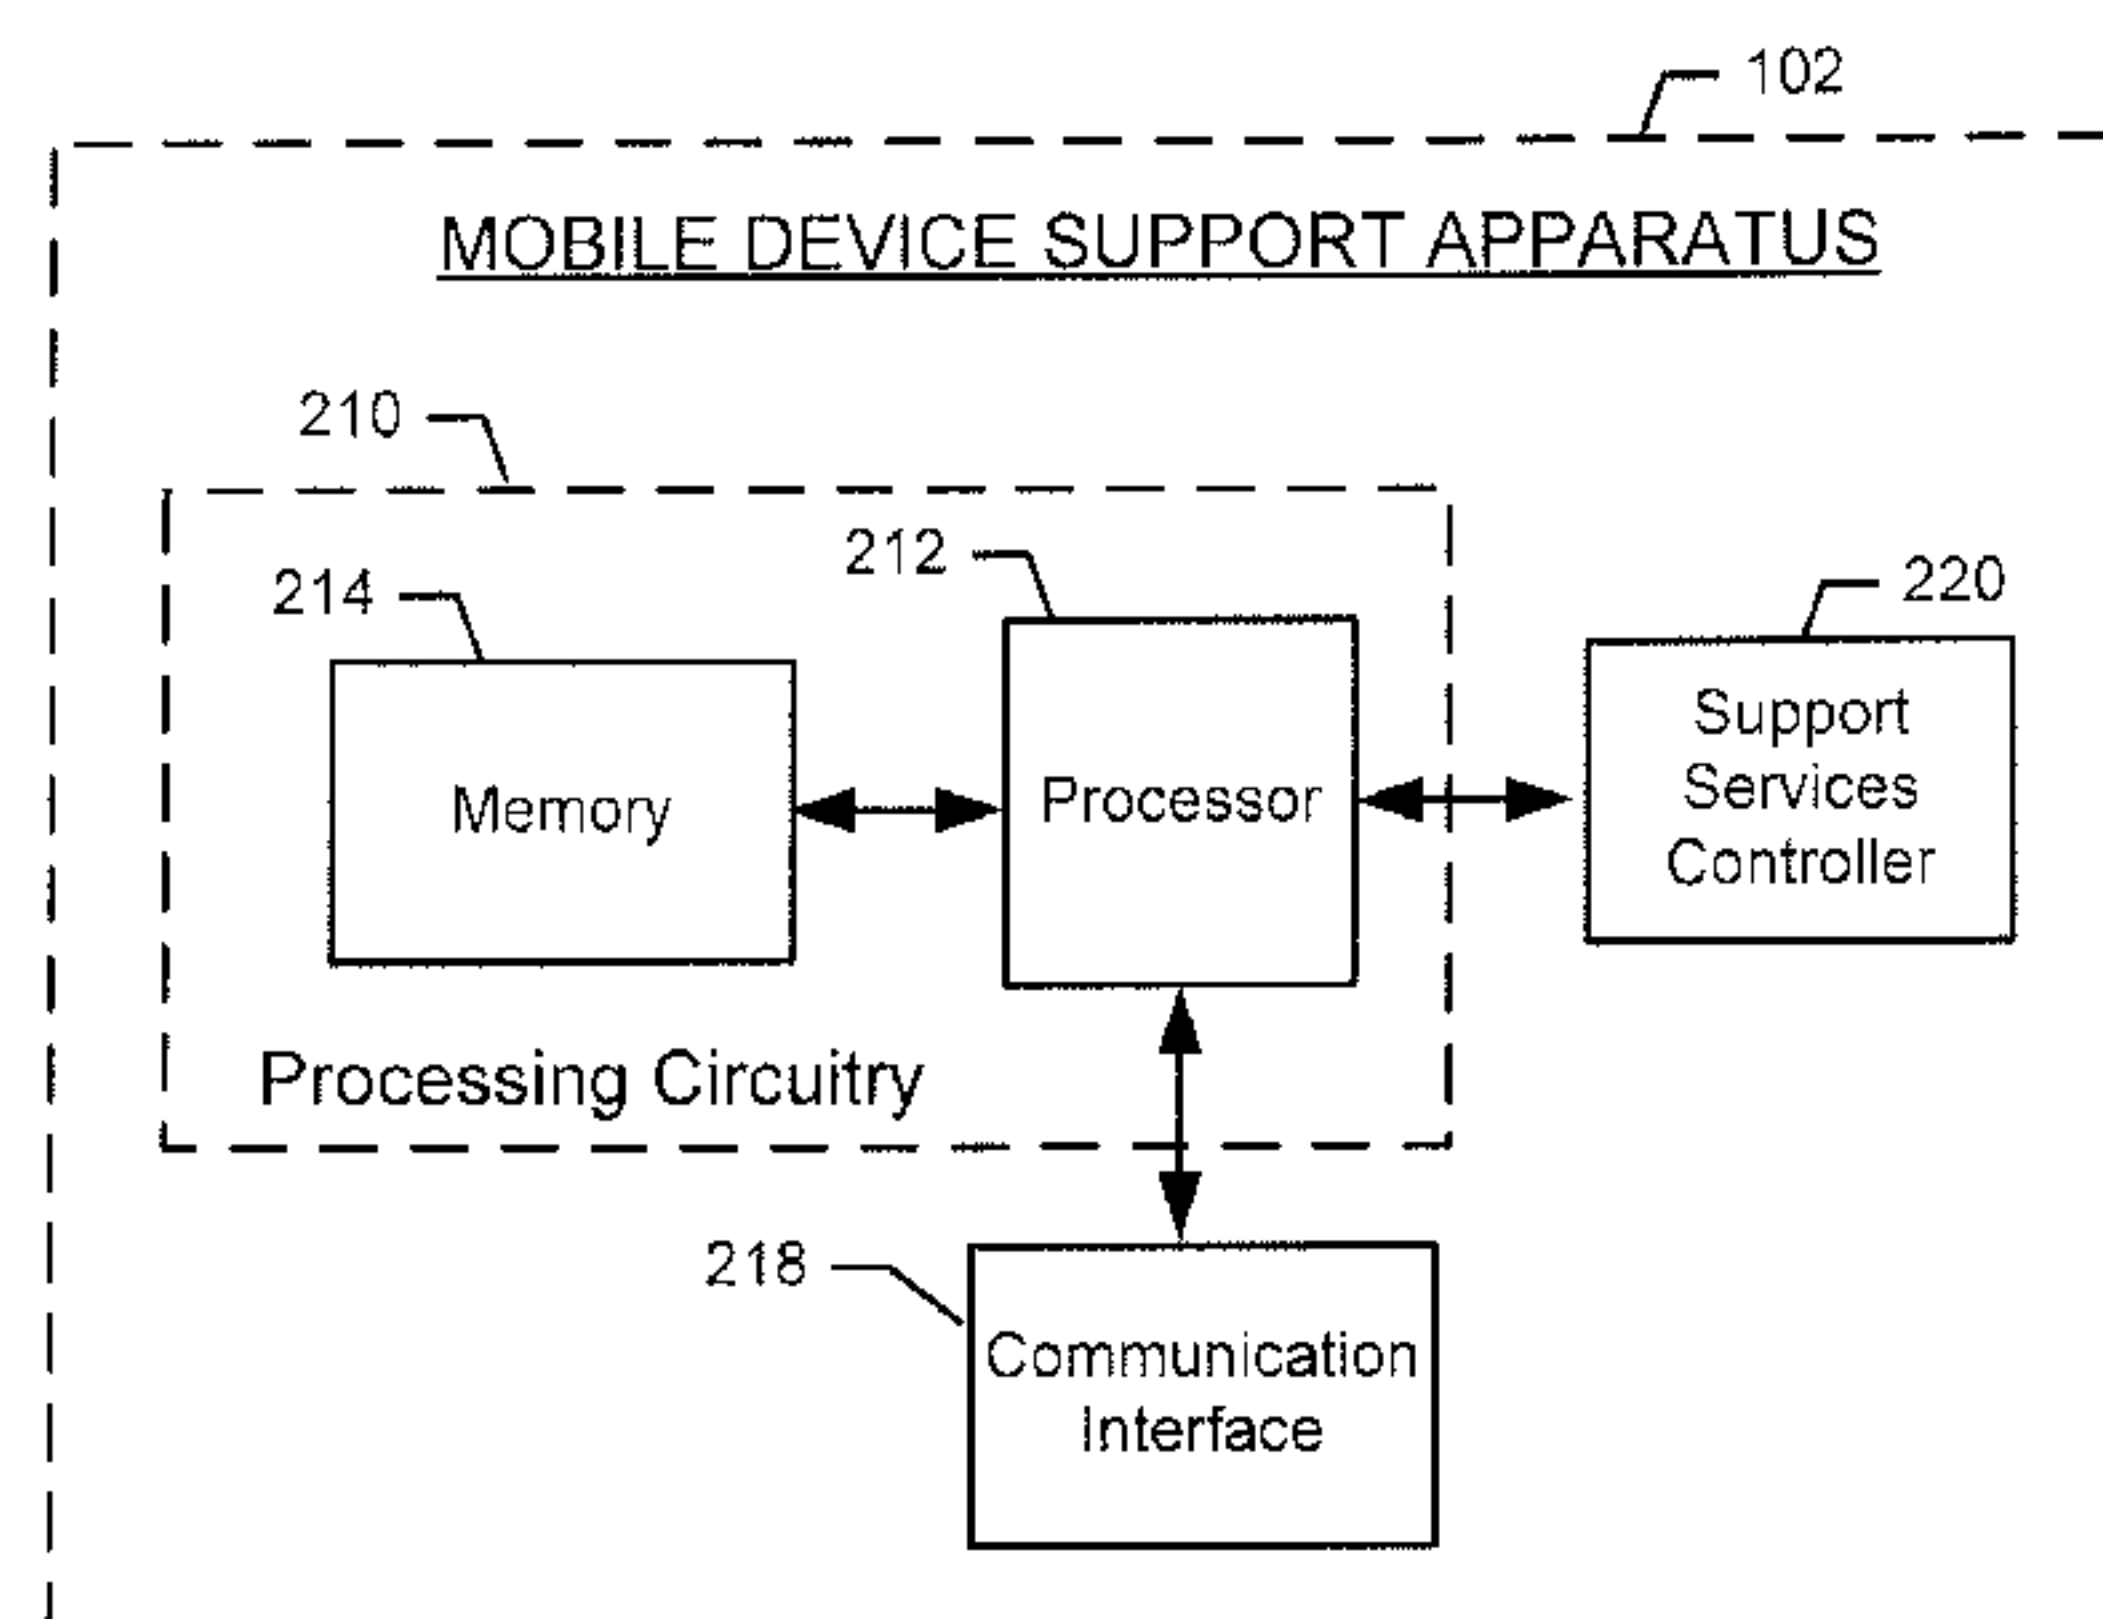 102
MOBILE DEVICE SUPPORT APPARATUS
210
212
214
220
Memory
Processor
Support
Services
Controller
Processing Circuitry
218
Communication
Interface